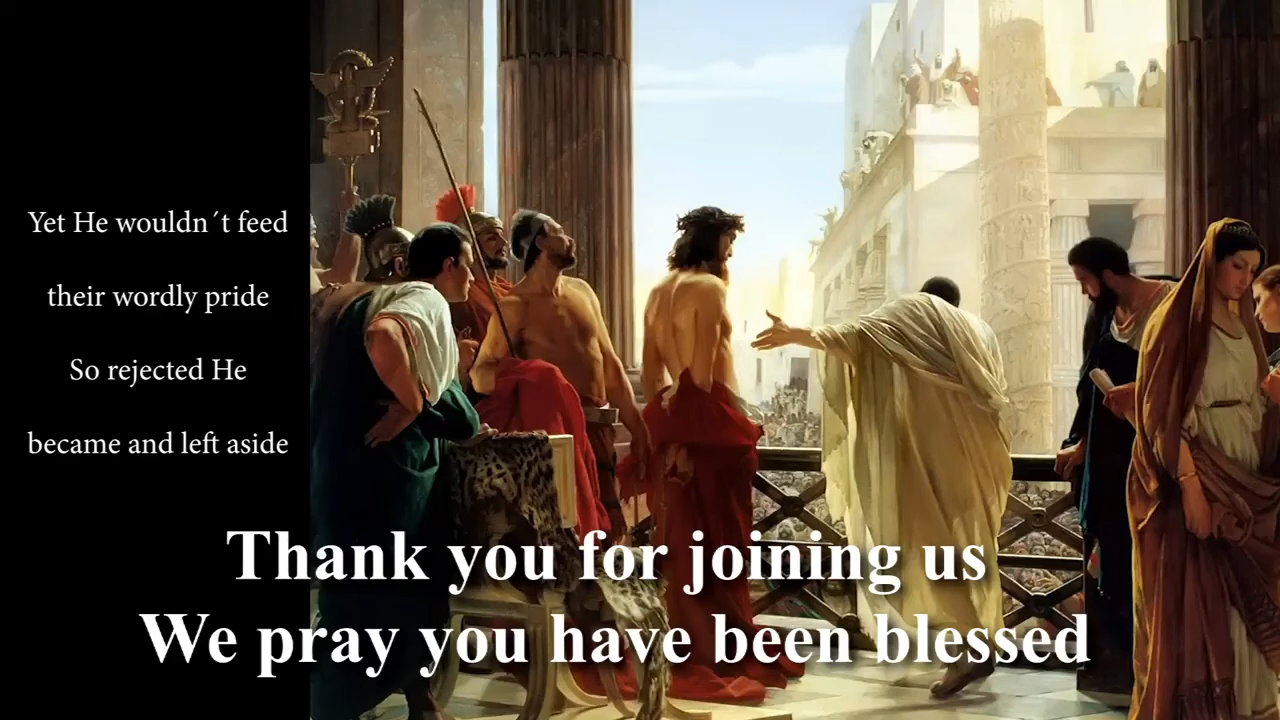 Yet He wouldn´t feed
their wordly pride
So rejected He
became and left aside
Thank you for joining us
We pray you have been blessed